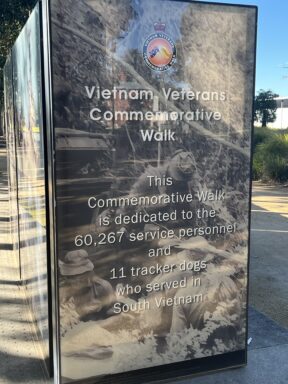 Vietnam Veterans
Commemorative
Walk
This
Commemorative Walk
is dedicated to the
60,267 service personnel
and
11 tracker dogs
who served in
South Vietnam